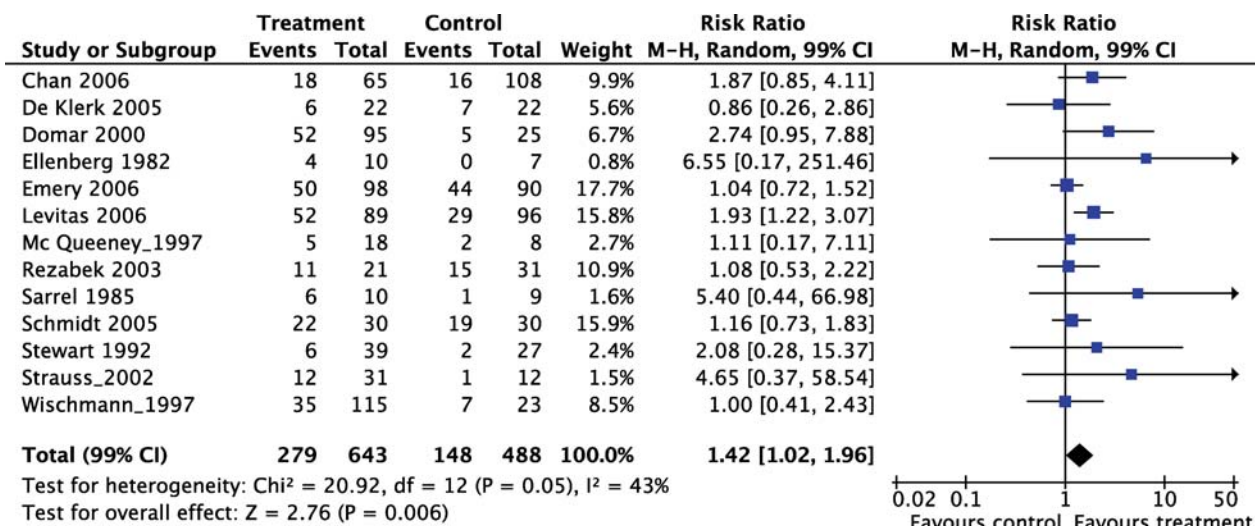 Treatment Control Risk Ratio Risk Ratio
Study or Subgroup Events Total Events Total Weight M-H, Random, 99% CI M-H, Random, 99% CI
Chan 2006 18 65 16 108 9.9% 1.87 [0.85, 4.11]
De Klerk 2005 6 22 7 22 5.6% 0.86 [0.26, 2.86]
Domar 2000 52 95 5 25 6.7% 2.74 [0.95, 7.88]
Ellenberg 1982 4 10 0 7 0.8% 6.55 [0.17, 251.46]
Emery 2006 50 98 44 90 17.7% 1.04 [0.72, 1.52]
Levitas 2006 52 89 29 96 15.8% 1.93 [1.22, 3.07]
Mc Queeney_1997 5 18 2 8 2.7% 1.11 [0.17, 7.11]
Rezabek 2003 11 21 15 31 10.9% 1.08 [0.53, 2.22]
Sarrel 1985 6 10 1 9 1.6% 5.40 [0.44, 66.98]
Schmidt 2005 22 30 19 30 15.9% 1.16 [0.73, 1.83]
Stewart 1992 6 39 2 27 2.4% 2.08 [0.28, 15.37]
Strauss_2002 12 31 1 12 1.5% 4.65 [0.37, 58.54]
Wischmann_1997 35 115 7 23 8.5% 1.00 [0.41, 2.43]
Total (99% CI) 279 643 148 488 100.0% 1.42 [1.02, 1.96]
Test for heterogeneity: Chi² = 20.92, df = 12 (P = 0.05), I² = 43%
Test for overall effect: Z = 2.76 (P = 0.006)
0.02 0.1 1 10 50
Favours control Favours treatment